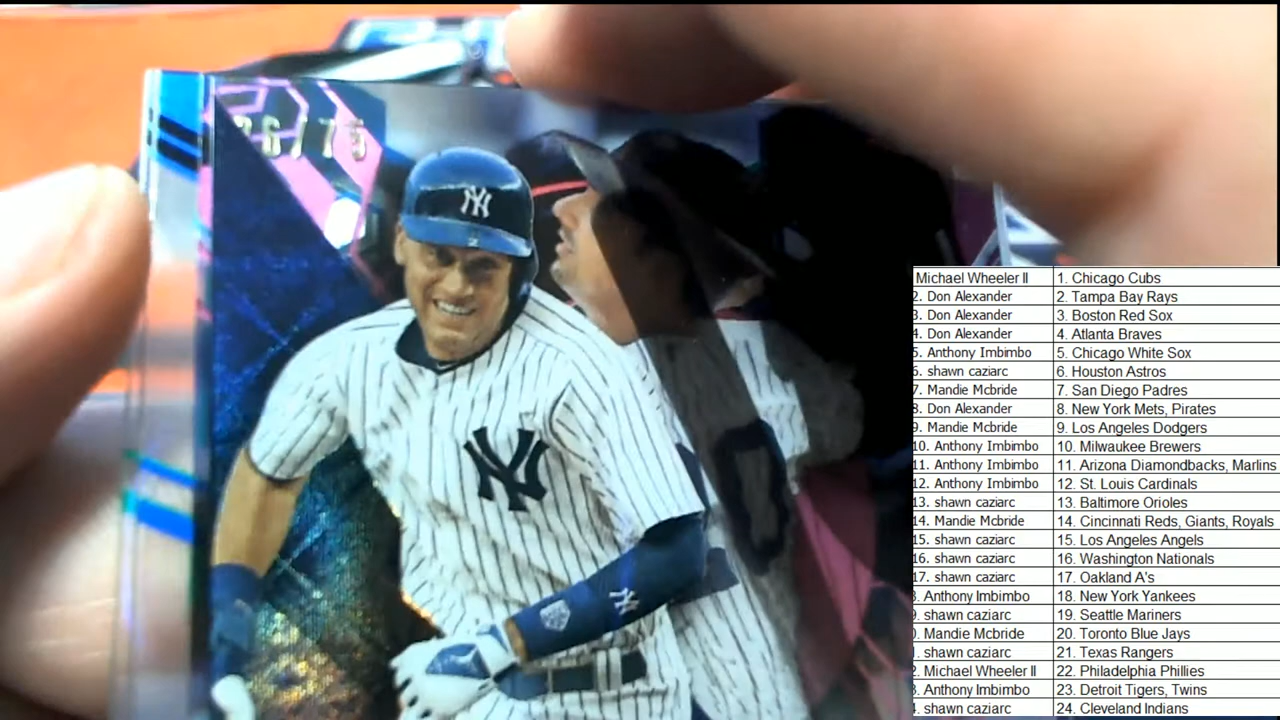 26/75
NY
NY
NY
Michael Wheeler II 1. Chicago Cubs
2. Don Alexander 2. Tampa Bay Rays
3. Don Alexander 3. Boston Red Sox
4. Don Alexander 4. Atlanta Braves
5. Anthony Imbimbo 5. Chicago White Sox
6. shawn caziarc 6. Houston Astros
7. Mandie Mcbride 7. San Diego Padres
8. Don Alexander 8. New York Mets, Pirates
9. Mandie Mcbride 9. Los Angeles Dodgers
10. Anthony Imbimbo 10. Milwaukee Brewers
11. Anthony Imbimbo 11. Arizona Diamondbacks, Marlins
12. Anthony Imbimbo 12. St. Louis Cardinals
13. shawn caziarc 13. Baltimore Orioles
14. Mandie Mcbride 14. Cincinnati Reds, Giants, Royals
15. shawn caziarc 15. Los Angeles Angels
16. shawn caziarc 16. Washington Nationals
17. shawn caziarc 17. Oakland A's
8. Anthony Imbimbo 18. New York Yankees
9. shawn caziarc 19. Seattle Mariners
0. Mandie Mcbride 20. Toronto Blue Jays
. shawn caziarc 21. Texas Rangers
2. Michael Wheeler II 22. Philadelphia Phillies
3. Anthony Imbimbo 23. Detroit Tigers, Twins
4. shawn caziarc 24. Cleveland Indians